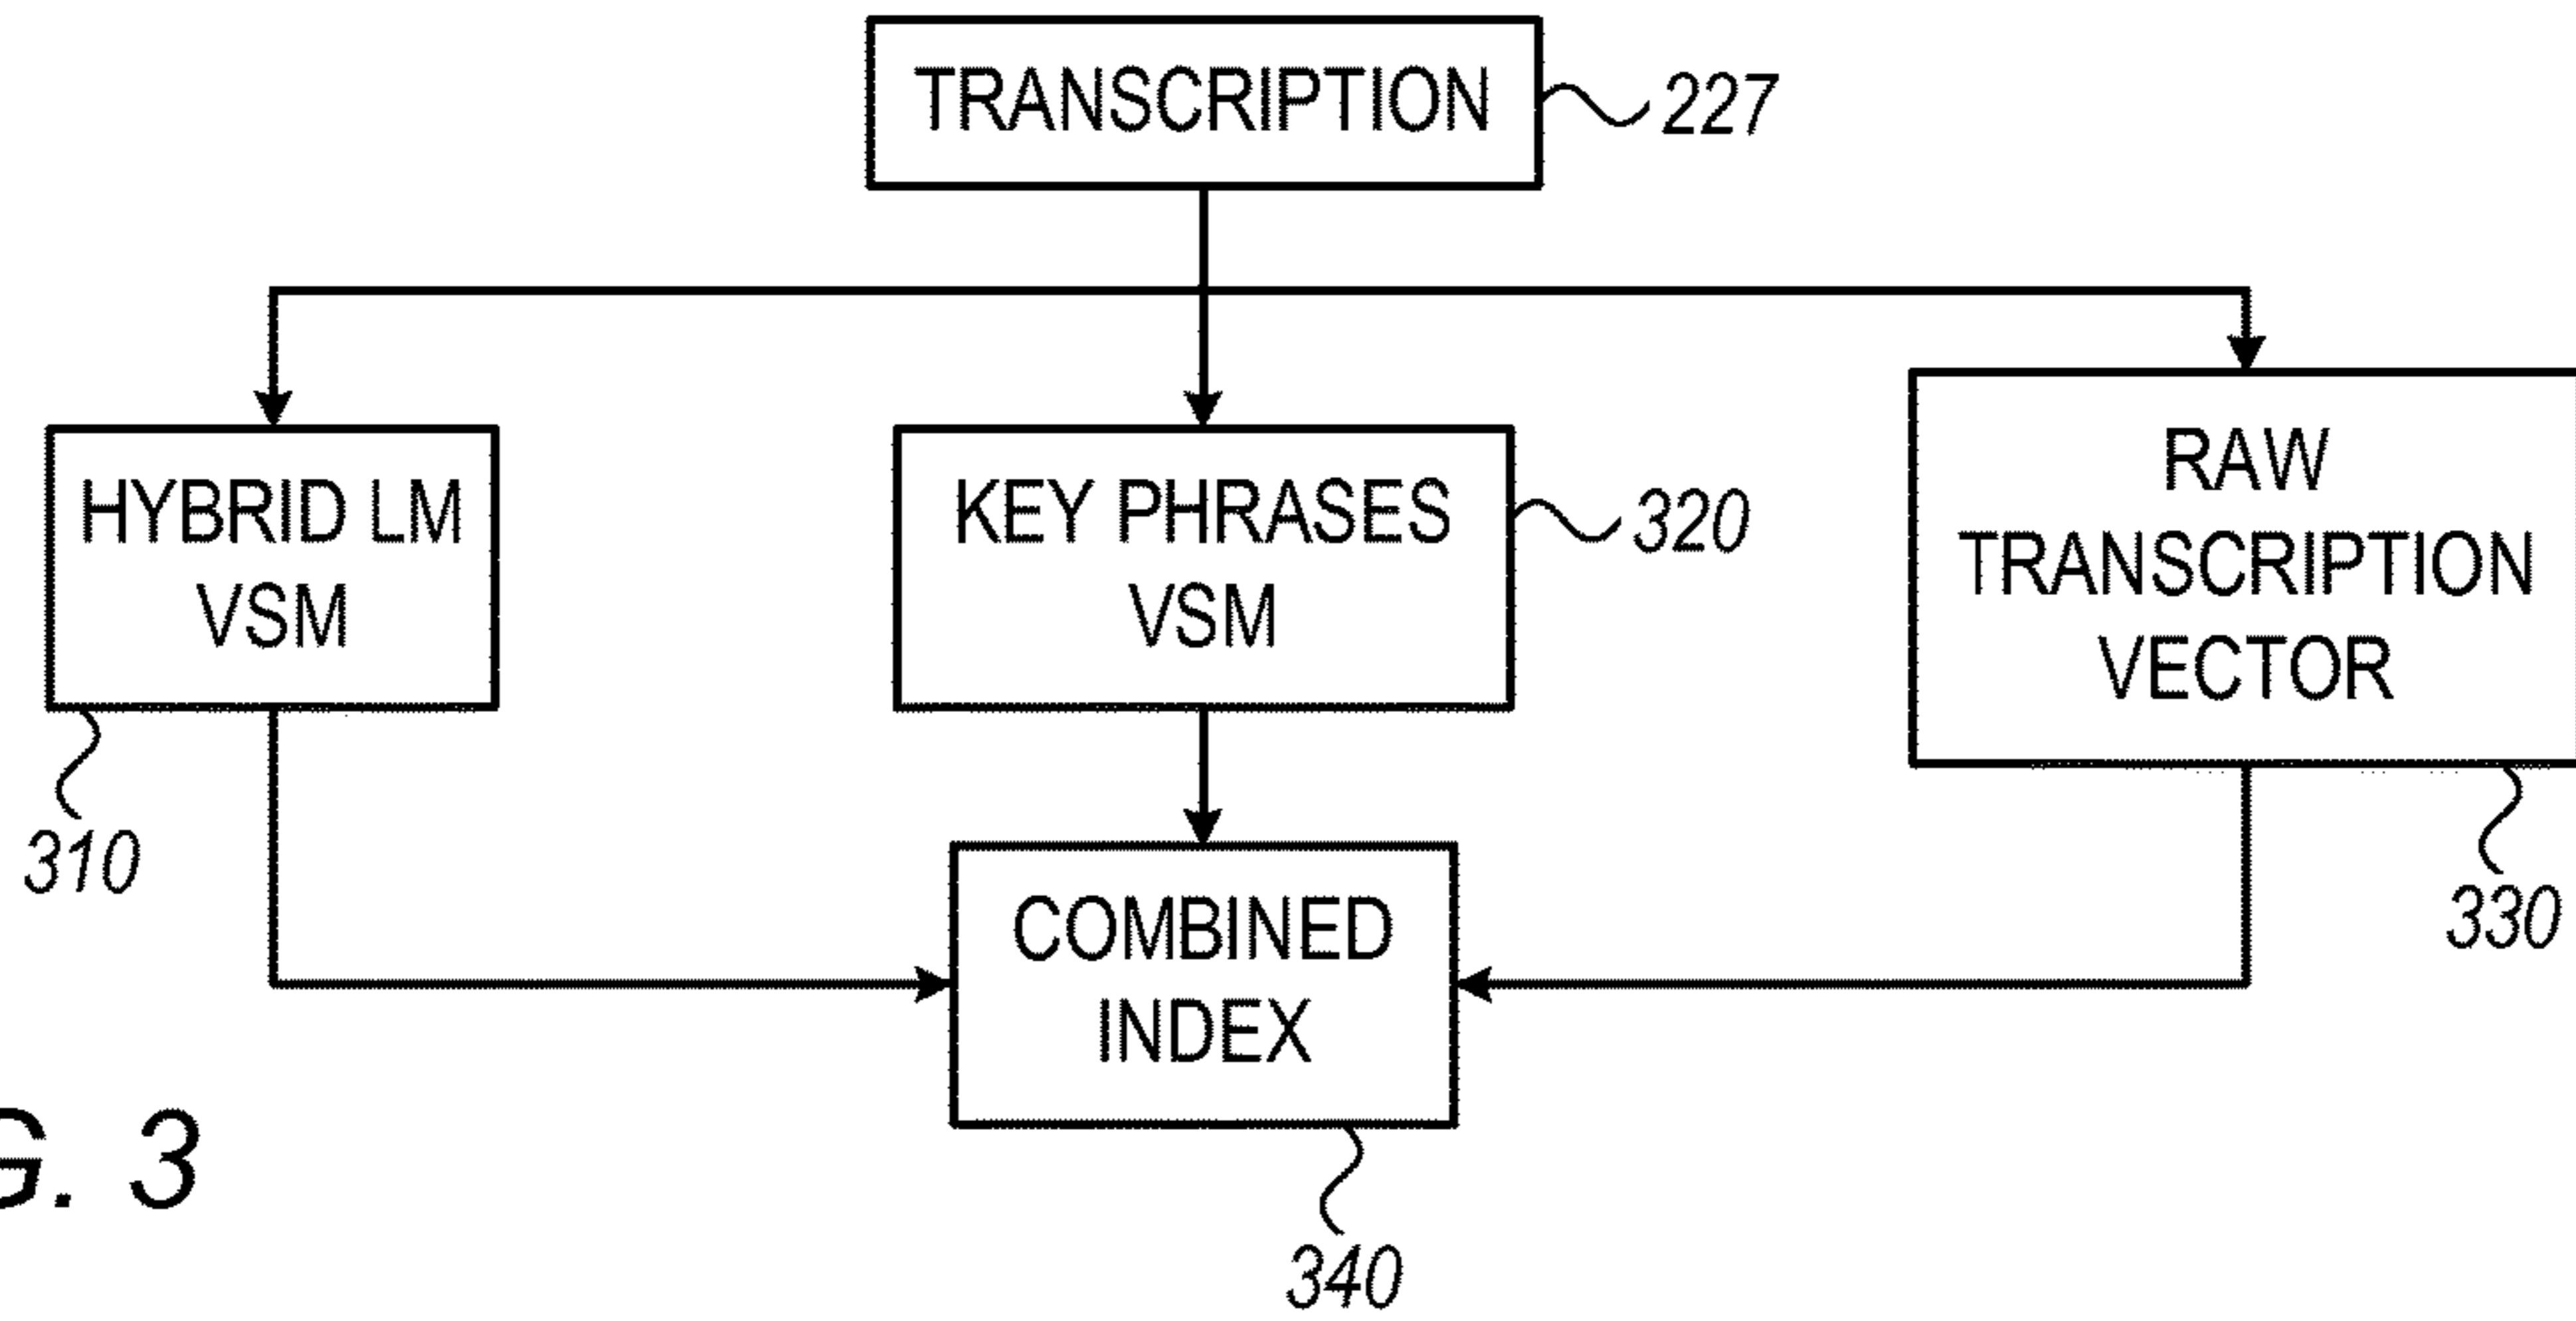 TRANSCRIPTION
227
HYBRID LM
VSM
310
KEY PHRASES
VSM
320
RAW
TRANSCRIPTION
VECTOR
330
COMBINED
INDEX
340
G. 3